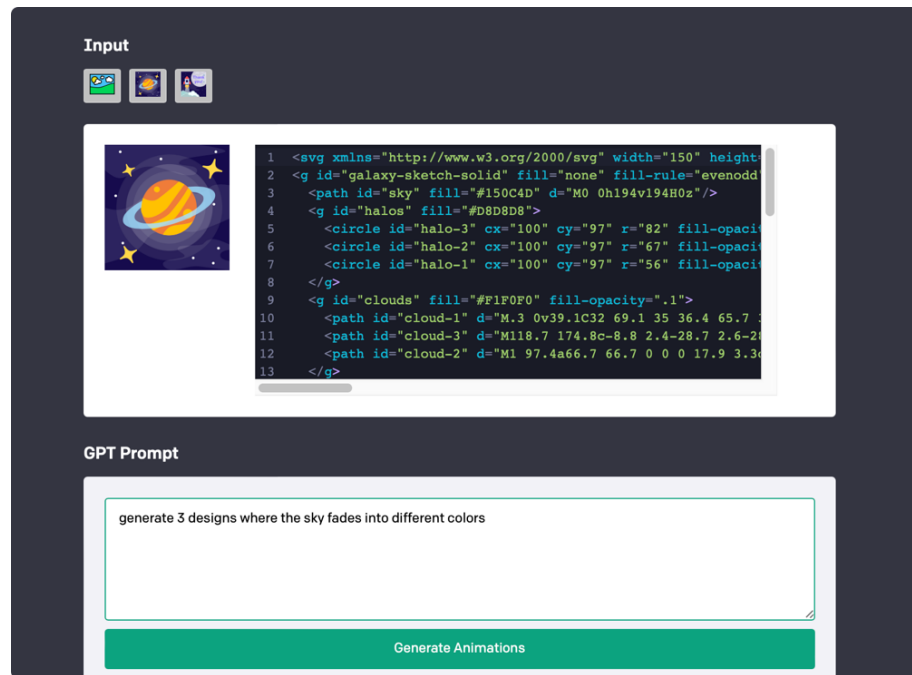 Input
1 <svg xmlns="http://www.w3.org/2000/svg" width="150" height=
2 <g id="galaxy-sketch-solid" fill="none" fill-rule="evenodd"
3 <path id="sky" fill="#150C4D" d="M0 0h194v194H0z"/>
4 <g id="halos" fill="#D8D8D8">
5 <circle id="halo-3" cx="100" cy="97" r="82" fill-opacit
6 <circle id="halo-2" cx="100" cy="97" r="67" fill-opacit
7 <circle id="halo-1" cx="100" cy="97" r="56" fill-opacit
8 </g>
9 <g id="clouds" fill="#F1F0F0" fill-opacity=".1">
10 <path id="cloud-1" d="M.3 0v39.1C32 69.1 35 36.4 65.7
11 <path id="cloud-3" d="M118.7 174.8c-8.8 2.4-28.7 2.6-2
12 <path id="cloud-2" d="M1 97.4a66.7 66.7 0 0 0 17.9 3.3
13 </g>
GPT Prompt
generate 3 designs where the sky fades into different colors
Generate Animations